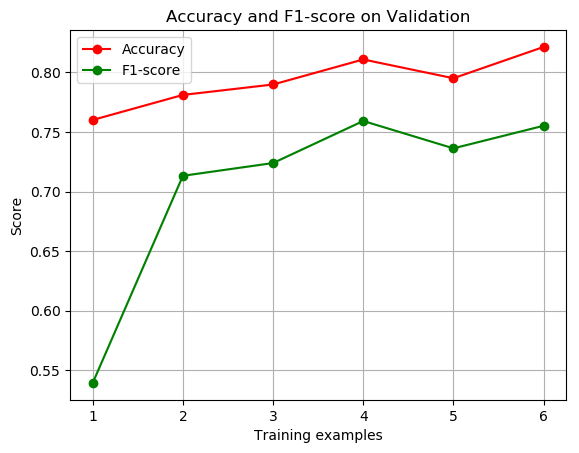 Accuracy and F1-score on Validation
Accuracy
F1-score
0.80
0.75
0.70
0.65
0.60
0.55
Score
1 2 3 4 5 6
Training examples